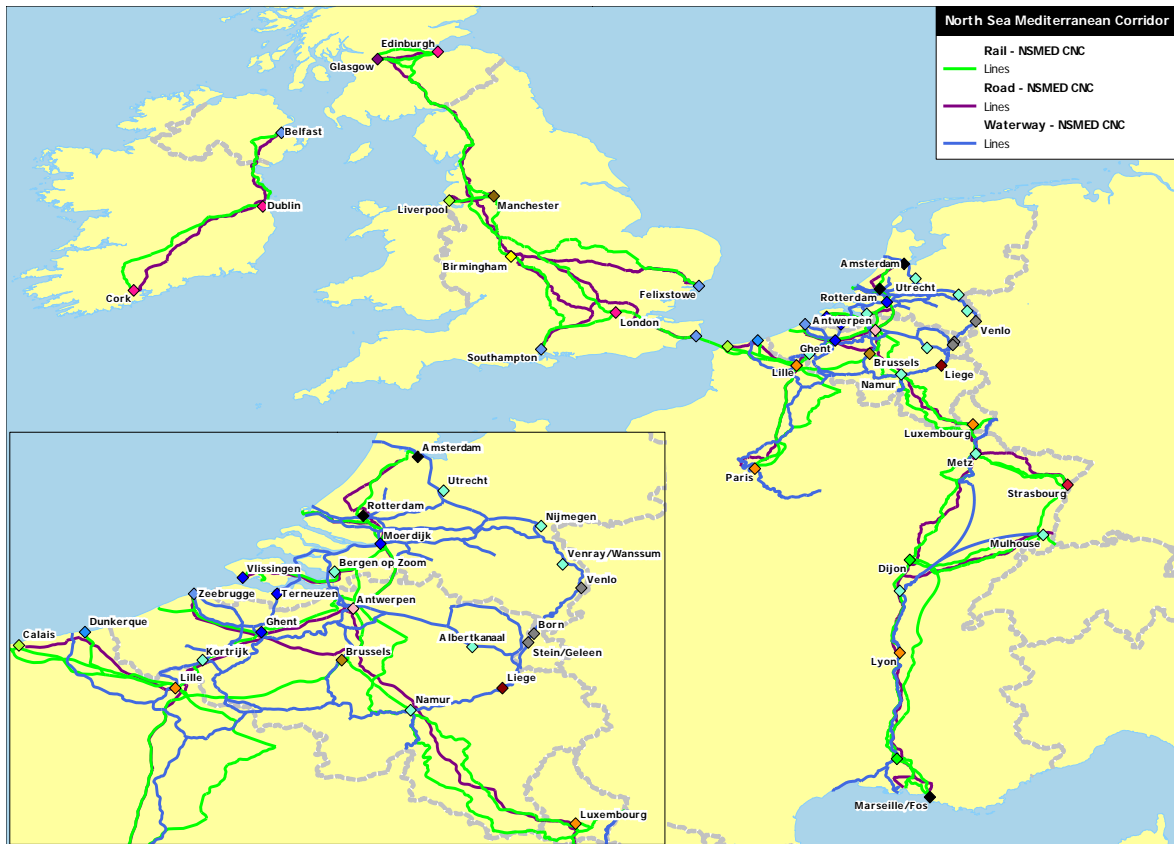 North Sea Mediterranean Corridor
Rail - NSMED CNC
Lines
Road - NSMED CNC
Lines
Waterway - NSMED CNC
Lines
Edinburgh
Glasgow
Belfast
Dublin
Cork
Liverpool
Manchester
Birmingham
Felixstowe
London
Southampton
Amsterdam
Utrecht
Rotterdam
Antwerpen
Venlo
Ghent
Brussels
Lille
Namur
Liege
Luxembourg
Metz
Paris
Strasbourg
Mulhouse
Dijon
Lyon
Marseille/Fos
Amsterdam
Utrecht
Rotterdam
Nijmegen
Moerdijk
Venray/Wanssum
Vlissingen
Bergen op Zoom
Venlo
Zeebrugge
Terneuzen
Antwerpen
Dunkerque
Ghent
Born
Calais
Albertkanaal
Stein/Geleen
Kortrijk
Brussels
Lille
Liege
Namur
Luxembourg